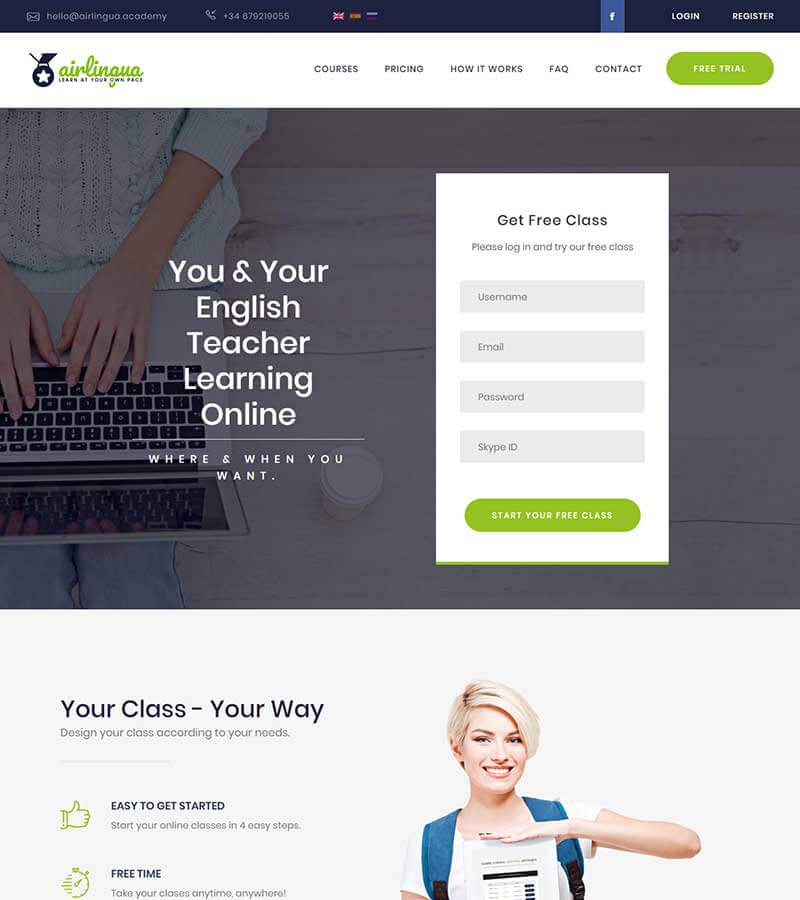 hello@airlingua.academy
+34 679219055
f
LOGIN
REGISTER
airlingua
LEARN AT YOUR OWN PACE
COURSES
PRICING
HOW IT WORKS
FAQ
CONTACT
FREE TRIAL
You & Your
English
Teacher
Learning
Online
WHERE & WHEN YOU
WANT.
Get Free Class
Please log in and try our free class
Username
Email
Password
Skype ID
START YOUR FREE CLASS
Your Class - Your Way
Design your class according to your needs.
EASY TO GET STARTED
Start your online classes in 4 easy steps.
FREE TIME
Take your clases anytime, anywhere!